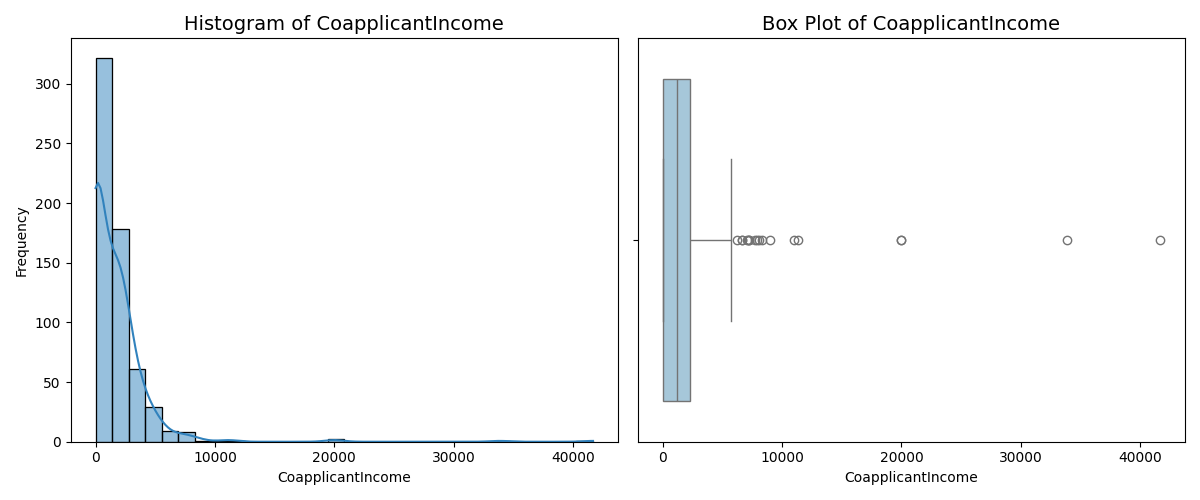 Histogram of CoapplicantIncome
Frequency
300
250
200
150
100
50
0
0 10000 20000 30000 40000
CoapplicantIncome
Box Plot of CoapplicantIncome
0 10000 20000 30000 40000
CoapplicantIncome